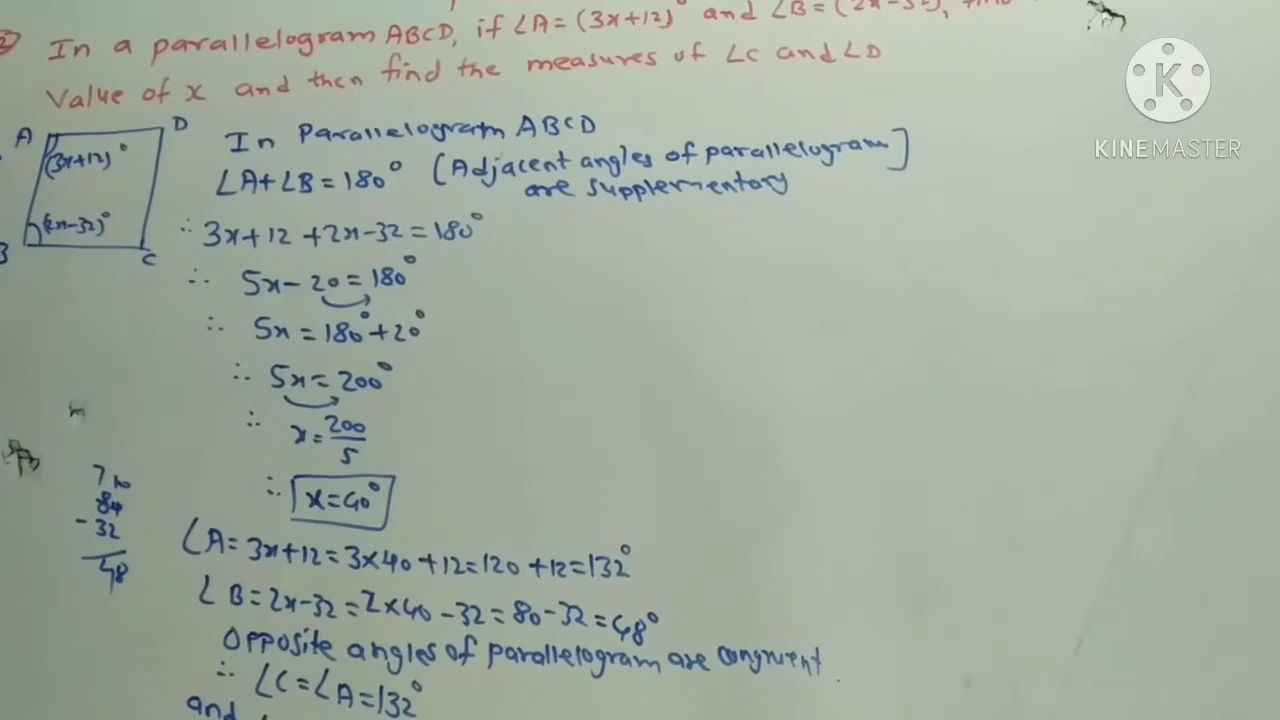 In a parallelogram ABCD, if ∠A = (3x+12)° and ∠B = (2x-32)°,
Value of x and then find the measures of ∠C and ∠D
A
D
(3x+12)°
(2x-32)°
B
C
In Parallelogram ABCD
∠A+∠B = 180° (Adjacent angles of parallelogram]
are supplementory
∴ 3x+12 +2x-32 = 180°
∴ 5x - 20 = 180°
∴ 5x = 180° + 20°
∴ 5x = 200°
∴ x = 200/5
∴ x = 40°
7 10
84
- 32
48
∠A = 3x+12 = 3×40 +12 = 120 +12 = 132°
∠B = 2x-32 = 2×40 - 32 = 80-32 = 48°
Opposite angles of parallelogram are congruent.
∴ ∠C = ∠A = 132°
and
K
KINEMASTER